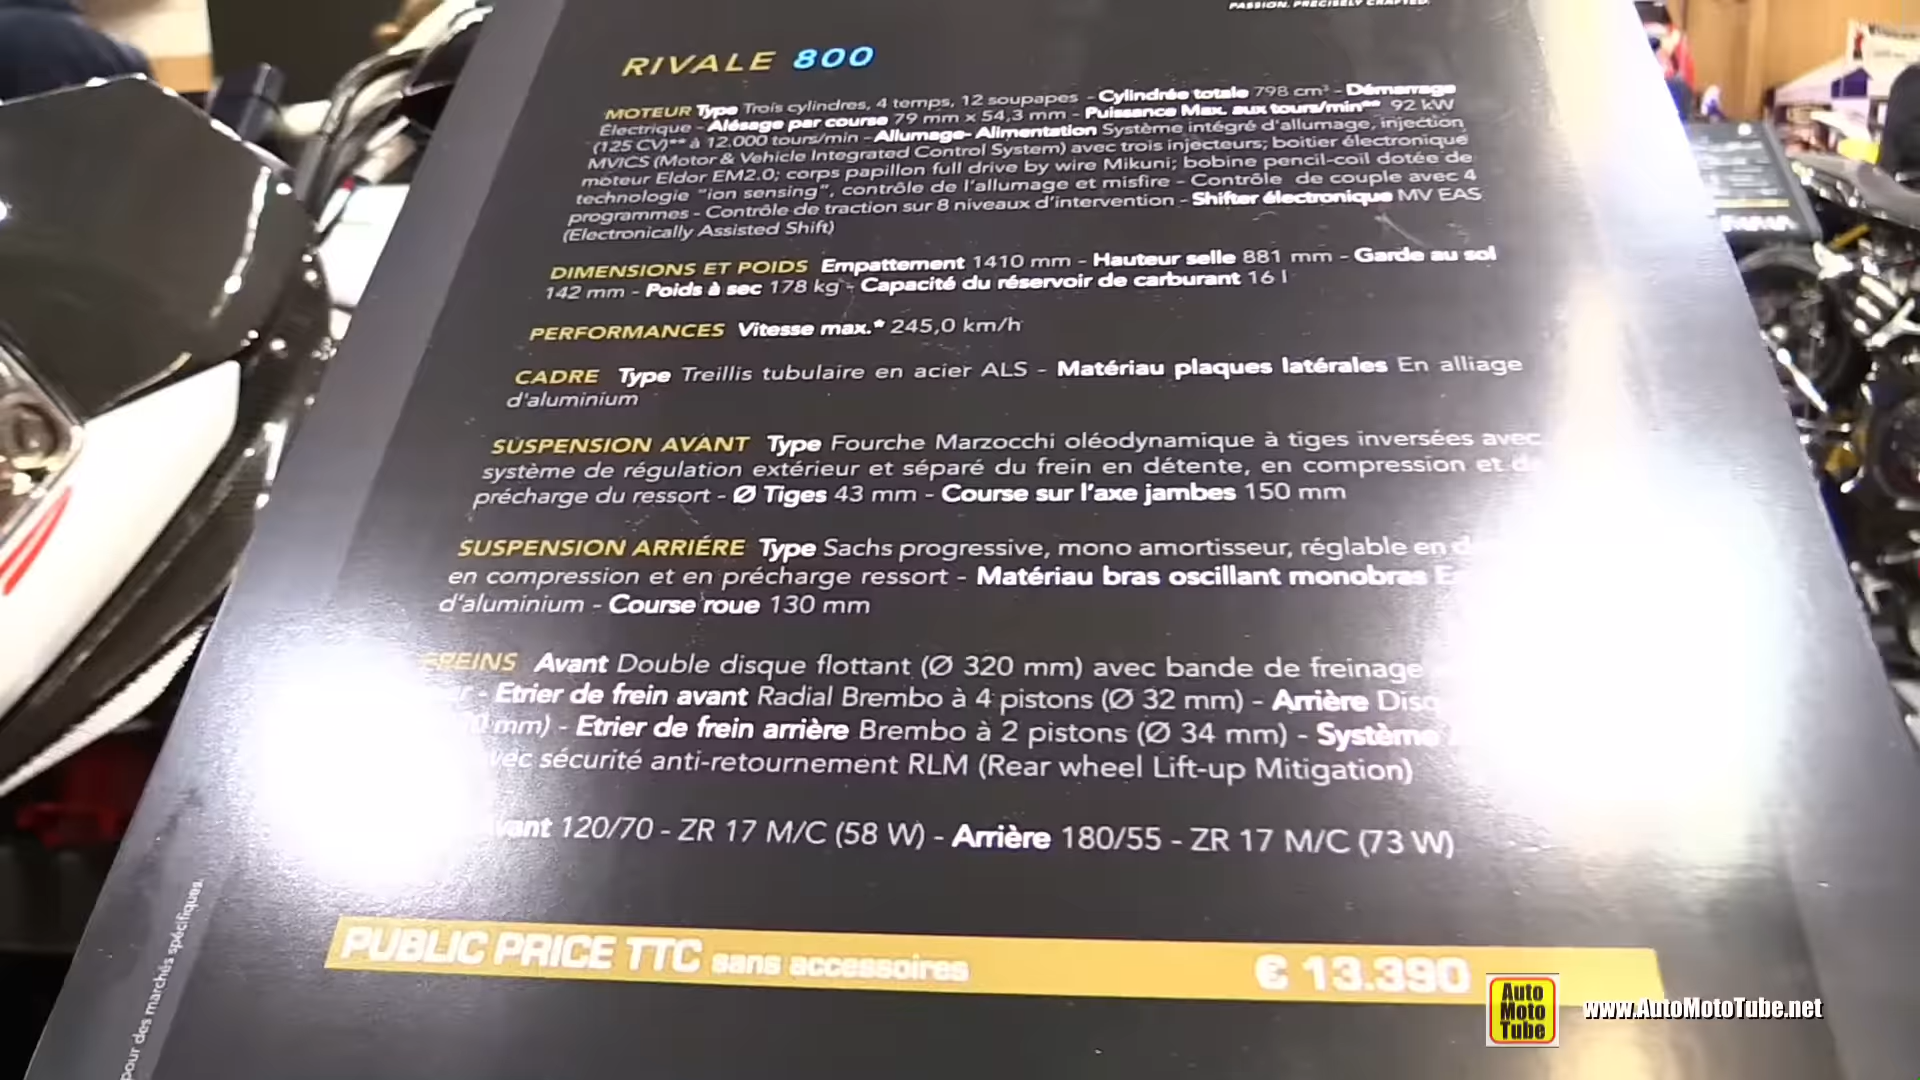 PASSION. PRECISELY CRAFTED.
RIVALE 800
MOTEUR Type Trois cylindres, 4 temps, 12 soupapes - Cylindrée totale 798 cm³ - Démarrage
Électrique - Alésage par course 79 mm x 54,3 mm - Puissance Max. aux tours/min** 92 kW
(125 CV)** à 12.000 tours/min - Allumage- Alimentation Système intégré d'allumage, injection
MVICS (Motor & Vehicle Integrated Control System) avec trois injecteurs; boitier électronique
moteur Eldor EM2.0; corps papillon full drive by wire Mikuni; bobine pencil-coil dotée de
technologie "ion sensing", contrôle de l'allumage et misfire - Contrôle de couple avec 4
programmes - Contrôle de traction sur 8 niveaux d'intervention - Shifter électronique MV EAS
(Electronically Assisted Shift)
DIMENSIONS ET POIDS Empattement 1410 mm - Hauteur selle 881 mm - Garde au sol
142 mm - Poids à sec 178 kg - Capacité du réservoir de carburant 16 l
PERFORMANCES Vitesse max.* 245,0 km/h
CADRE Type Treillis tubulaire en acier ALS - Matériau plaques latérales En alliage
d'aluminium
SUSPENSION AVANT Type Fourche Marzocchi oléodynamique à tiges inversées avec
système de régulation extérieur et séparé du frein en détente, en compression et de
précharge du ressort - Ø Tiges 43 mm - Course sur l'axe jambes 150 mm
SUSPENSION ARRIÉRE Type Sachs progressive, mono amortisseur, réglable en
en compression et en précharge ressort - Matériau bras oscillant monobras
d'aluminium - Course roue 130 mm
FREINS Avant Double disque flottant (Ø 320 mm) avec bande de freinage
- Etrier de frein avant Radial Brembo à 4 pistons (Ø 32 mm) - Arrière
mm) - Etrier de frein arrière Brembo à 2 pistons (Ø 34 mm) - Système
avec sécurité anti-retournement RLM (Rear wheel Lift-up Mitigation)
Avant 120/70 - ZR 17 M/C (58 W) - Arrière 180/55 - ZR 17 M/C (73 W)
PUBLIC PRICE TTC sans accessoires € 13.390
pour des marchés spécifiques.
Auto
Moto
Tube
www.AutoMotoTube.net